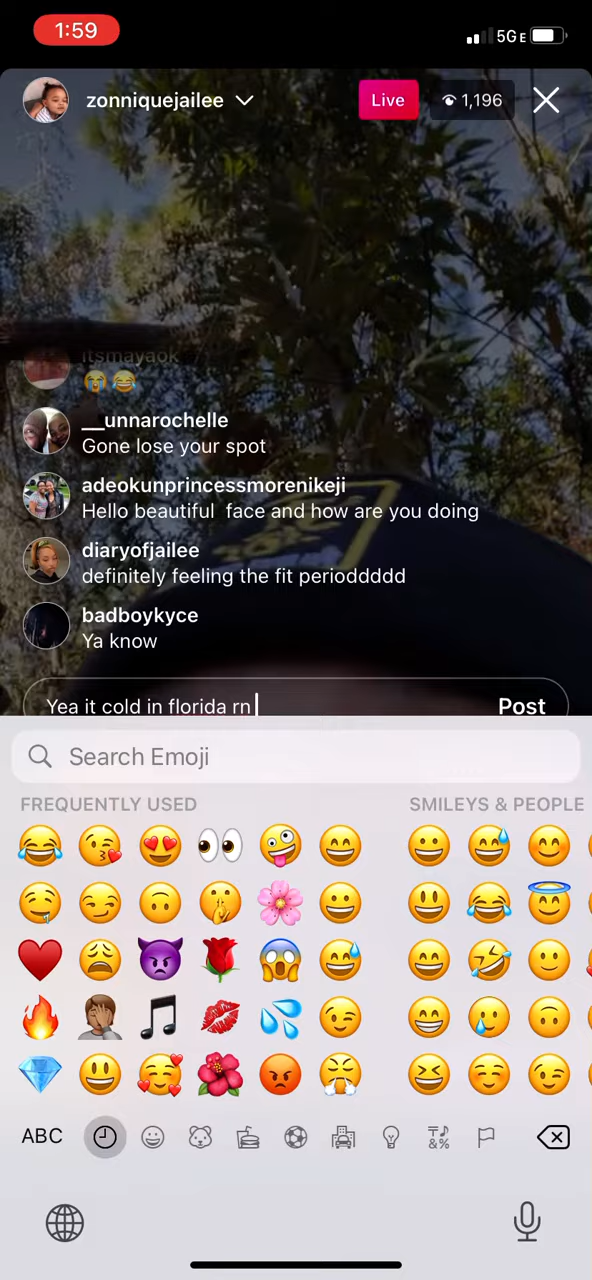 1:59
5GE
zonniquejailee
Live
1,196
itsmayaok
__unnarochelle
Gone lose your spot
adeokunprincessmorenikeji
Hello beautiful face and how are you doing
diaryofjailee
definitely feeling the fit perioddddd
badboykyce
Ya know
Yea it cold in florida rn
Post
Search Emoji
FREQUENTLY USED
SMILEYS & PEOPLE
ABC